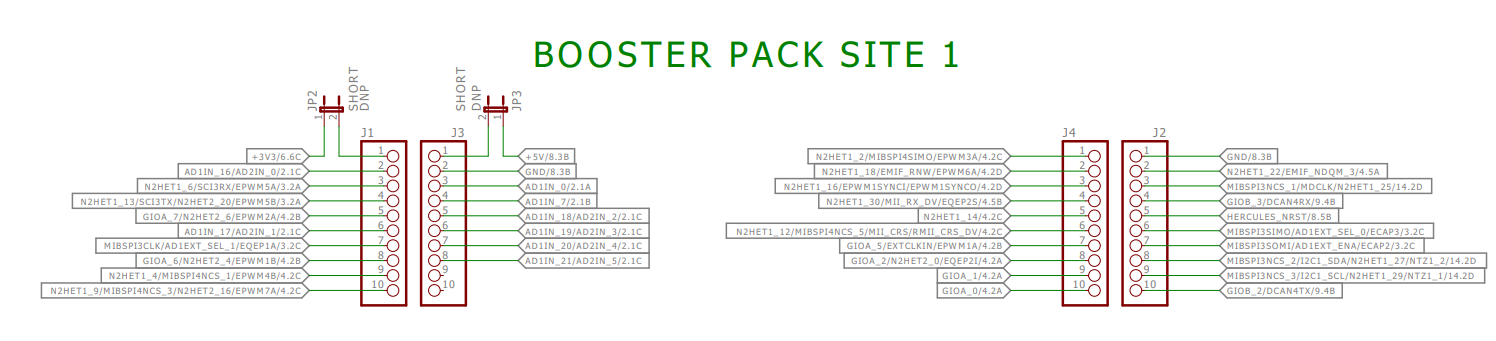 BOOSTER PACK SITE 1
JP2
SHORT
DNP
1
2
SHORT
DNP
JP3
2
1
J1
+3V3/6.6C 1
AD1IN_16/AD2IN_0/2.1C 2
N2HET1_6/SCI3RX/EPWM5A/3.2A 3
N2HET1_13/SCI3TX/N2HET2_20/EPWM5B/3.2A 4
GIOA_7/N2HET2_6/EPWM2A/4.2B 5
AD1IN_17/AD2IN_1/2.1C 6
MIBSPI3CLK/AD1EXT_SEL_1/EQEP1A/3.2C 7
GIOA_6/N2HET2_4/EPWM1B/4.2B 8
N2HET1_4/MIBSPI4NCS_1/EPWM4B/4.2C 9
N2HET1_9/MIBSPI4NCS_3/N2HET2_16/EPWM7A/4.2C 10
J3
1 +5V/8.3B
2 GND/8.3B
3 AD1IN_0/2.1A
4 AD1IN_7/2.1B
5 AD1IN_18/AD2IN_2/2.1C
6 AD1IN_19/AD2IN_3/2.1C
7 AD1IN_20/AD2IN_4/2.1C
8 AD1IN_21/AD2IN_5/2.1C
9
10
J4
N2HET1_2/MIBSPI4SIMO/EPWM3A/4.2C 1
N2HET1_18/EMIF_RNW/EPWM6A/4.2D 2
N2HET1_16/EPWM1SYNCI/EPWM1SYNCO/4.2D 3
N2HET1_30/MII_RX_DV/EQEP2S/4.5B 4
N2HET1_14/4.2C 5
N2HET1_12/MIBSPI4NCS_5/MII_CRS/RMII_CRS_DV/4.2C 6
GIOA_5/EXTCLKIN/EPWM1A/4.2B 7
GIOA_2/N2HET2_0/EQEP2I/4.2A 8
GIOA_1/4.2A 9
GIOA_0/4.2A 10
J2
1 GND/8.3B
2 N2HET1_22/EMIF_NDQM_3/4.5A
3 MIBSPI3NCS_1/MDCLK/N2HET1_25/14.2D
4 GIOB_3/DCAN4RX/9.4B
5 HERCULES_NRST/8.5B
6 MIBSPI3SIMO/AD1EXT_SEL_0/ECAP3/3.2C
7 MIBSPI3SOMI/AD1EXT_ENA/ECAP2/3.2C
8 MIBSPI3NCS_2/I2C1_SDA/N2HET1_27/NTZ1_2/14.2D
9 MIBSPI3NCS_3/I2C1_SCL/N2HET1_29/NTZ1_1/14.2D
10 GIOB_2/DCAN4TX/9.4B